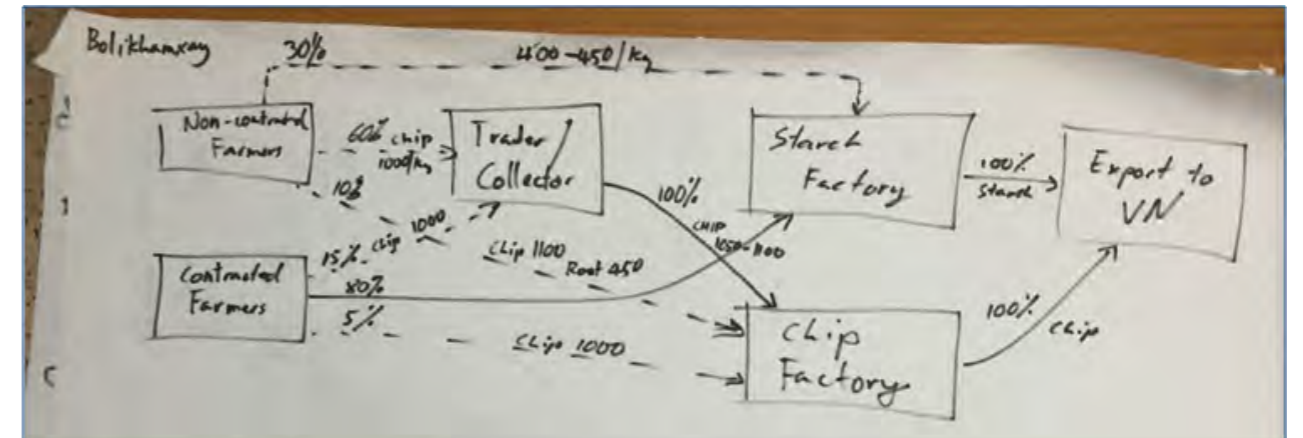 Bolikhamxay
30%
400-450/kg
Non-contracted
Farmers
60% chip
1000/kg
Trader /
Collector
Starch
Factory
100%
Starch
Export to
VN
10%
100%
CHIP
1050-1100
15% chip 1000
Chip 1100
Root 450
Contracted
Farmers
80%
5%
Chip 1000
Chip
Factory
100%
Chip